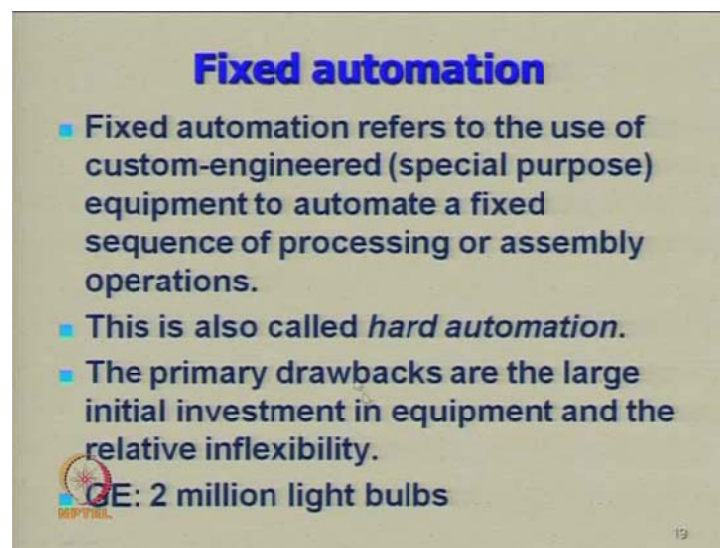 Fixed automation
Fixed automation refers to the use of
custom-engineered (special purpose)
equipment to automate a fixed
sequence of processing or assembly
operations.
This is also called hard automation.
The primary drawbacks are the large
initial investment in equipment and the
relative inflexibility.
GE: 2 million light bulbs
NPTEL
19